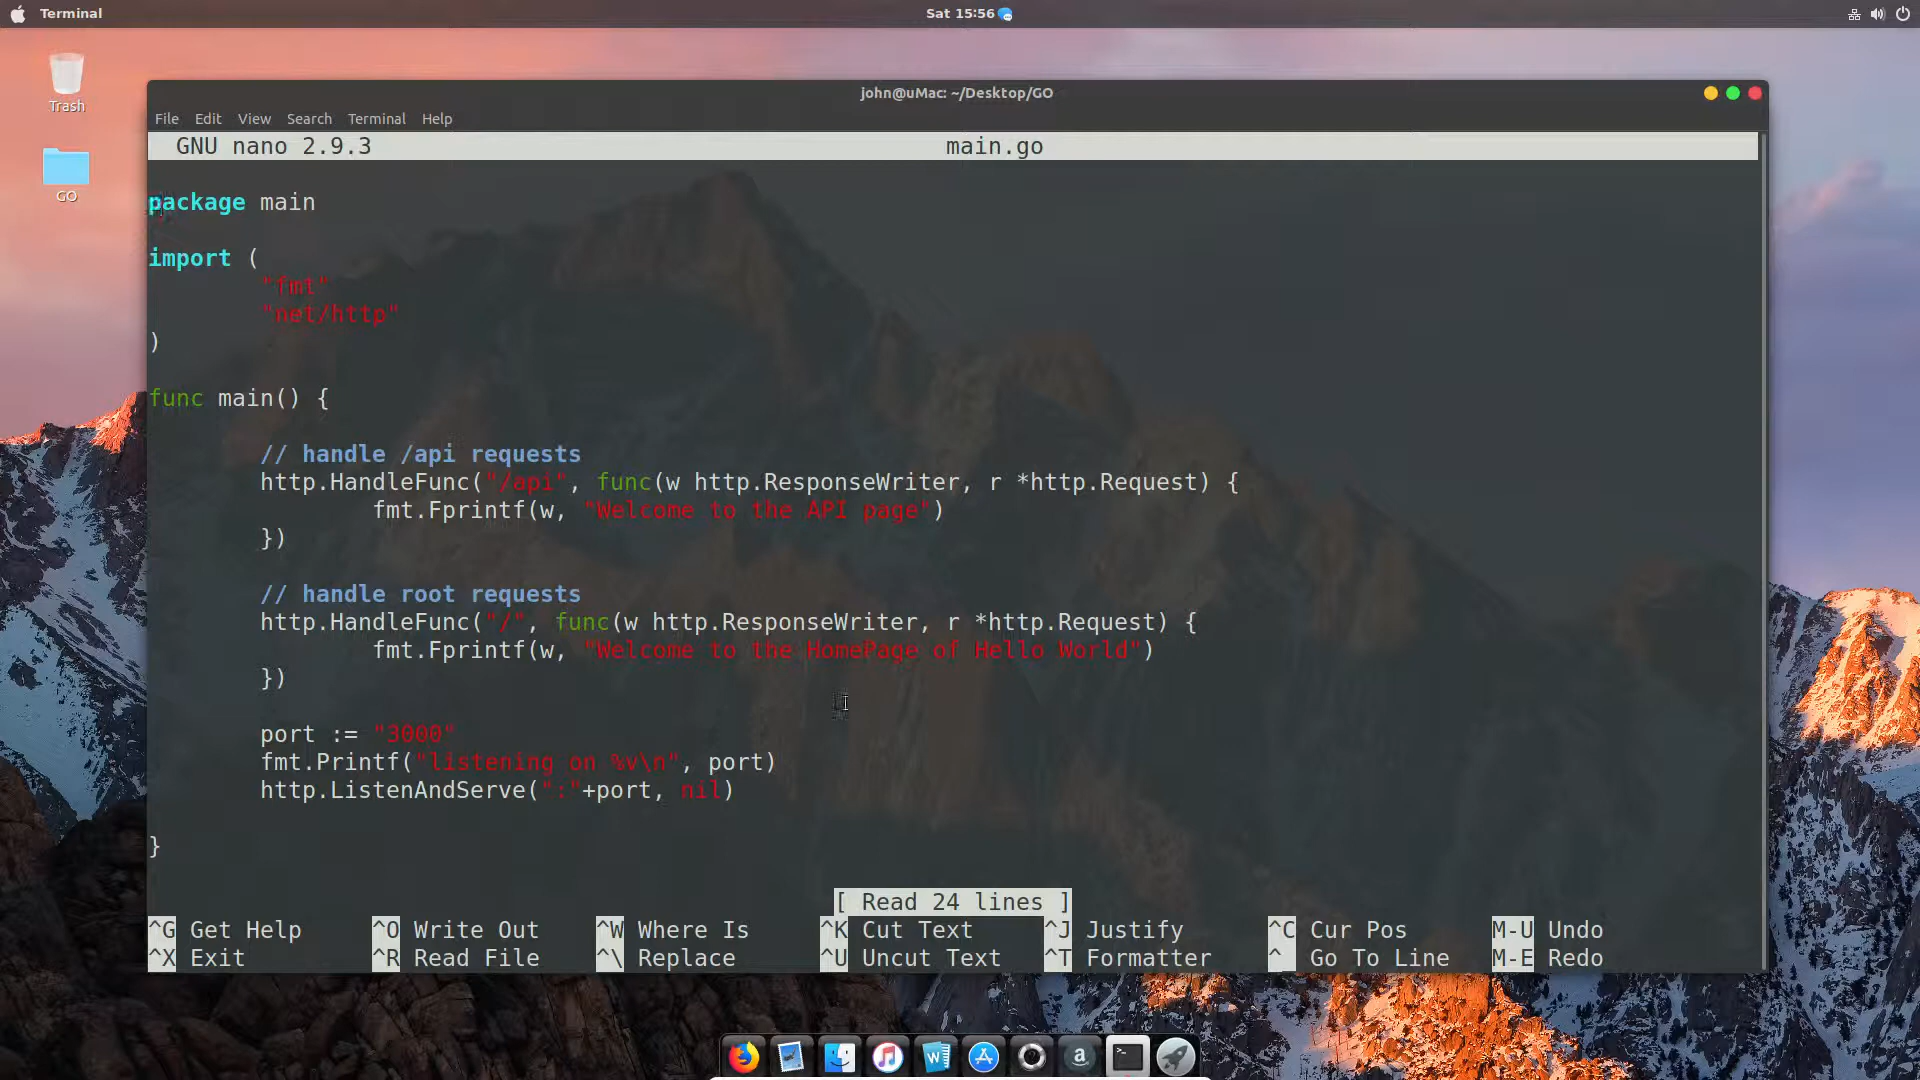 Terminal
Sat 15:56
Trash
GO
john@uMac: ~/Desktop/GO
File Edit View Search Terminal Help
GNU nano 2.9.3 main.go
package main
import (
"fmt"
"net/http"
)
func main() {
// handle /api requests
http.HandleFunc("/api", func(w http.ResponseWriter, r *http.Request) {
fmt.Fprintf(w, "Welcome to the API page")
})
// handle root requests
http.HandleFunc("/", func(w http.ResponseWriter, r *http.Request) {
fmt.Fprintf(w, "Welcome to the HomePage of Hello World")
})
port := "3000"
fmt.Printf("listening on %v\n", port)
http.ListenAndServe(":"+port, nil)
}
[ Read 24 lines ]
^G Get Help ^O Write Out ^W Where Is ^K Cut Text ^J Justify ^C Cur Pos M-U Undo
^X Exit ^R Read File ^\ Replace ^U Uncut Text ^T Formatter ^ Go To Line M-E Redo